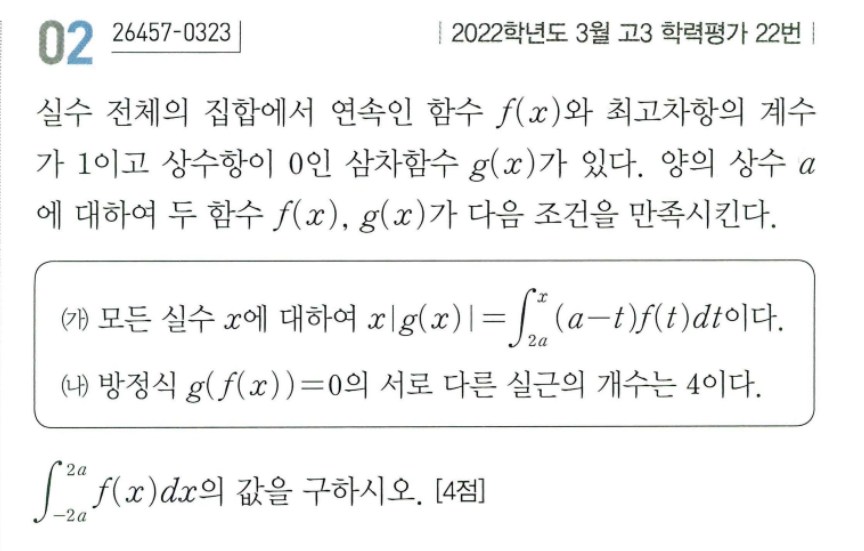 02 26457-0323 | 2022학년도 3월 고3 학력평가 22번 |
실수 전체의 집합에서 연속인 함수 f(x)와 최고차항의 계수
가 1이고 상수항이 0인 삼차함수 g(x)가 있다. 양의 상수 a
에 대하여 두 함수 f(x), g(x)가 다음 조건을 만족시킨다.
㈎ 모든 실수 x에 대하여 x|g(x)|=∫_{2a}^{x}(a-t)f(t)dt이다.
㈏ 방정식 g(f(x))=0의 서로 다른 실근의 개수는 4이다.
∫_{-2a}^{2a} f(x)dx의 값을 구하시오. [4점]